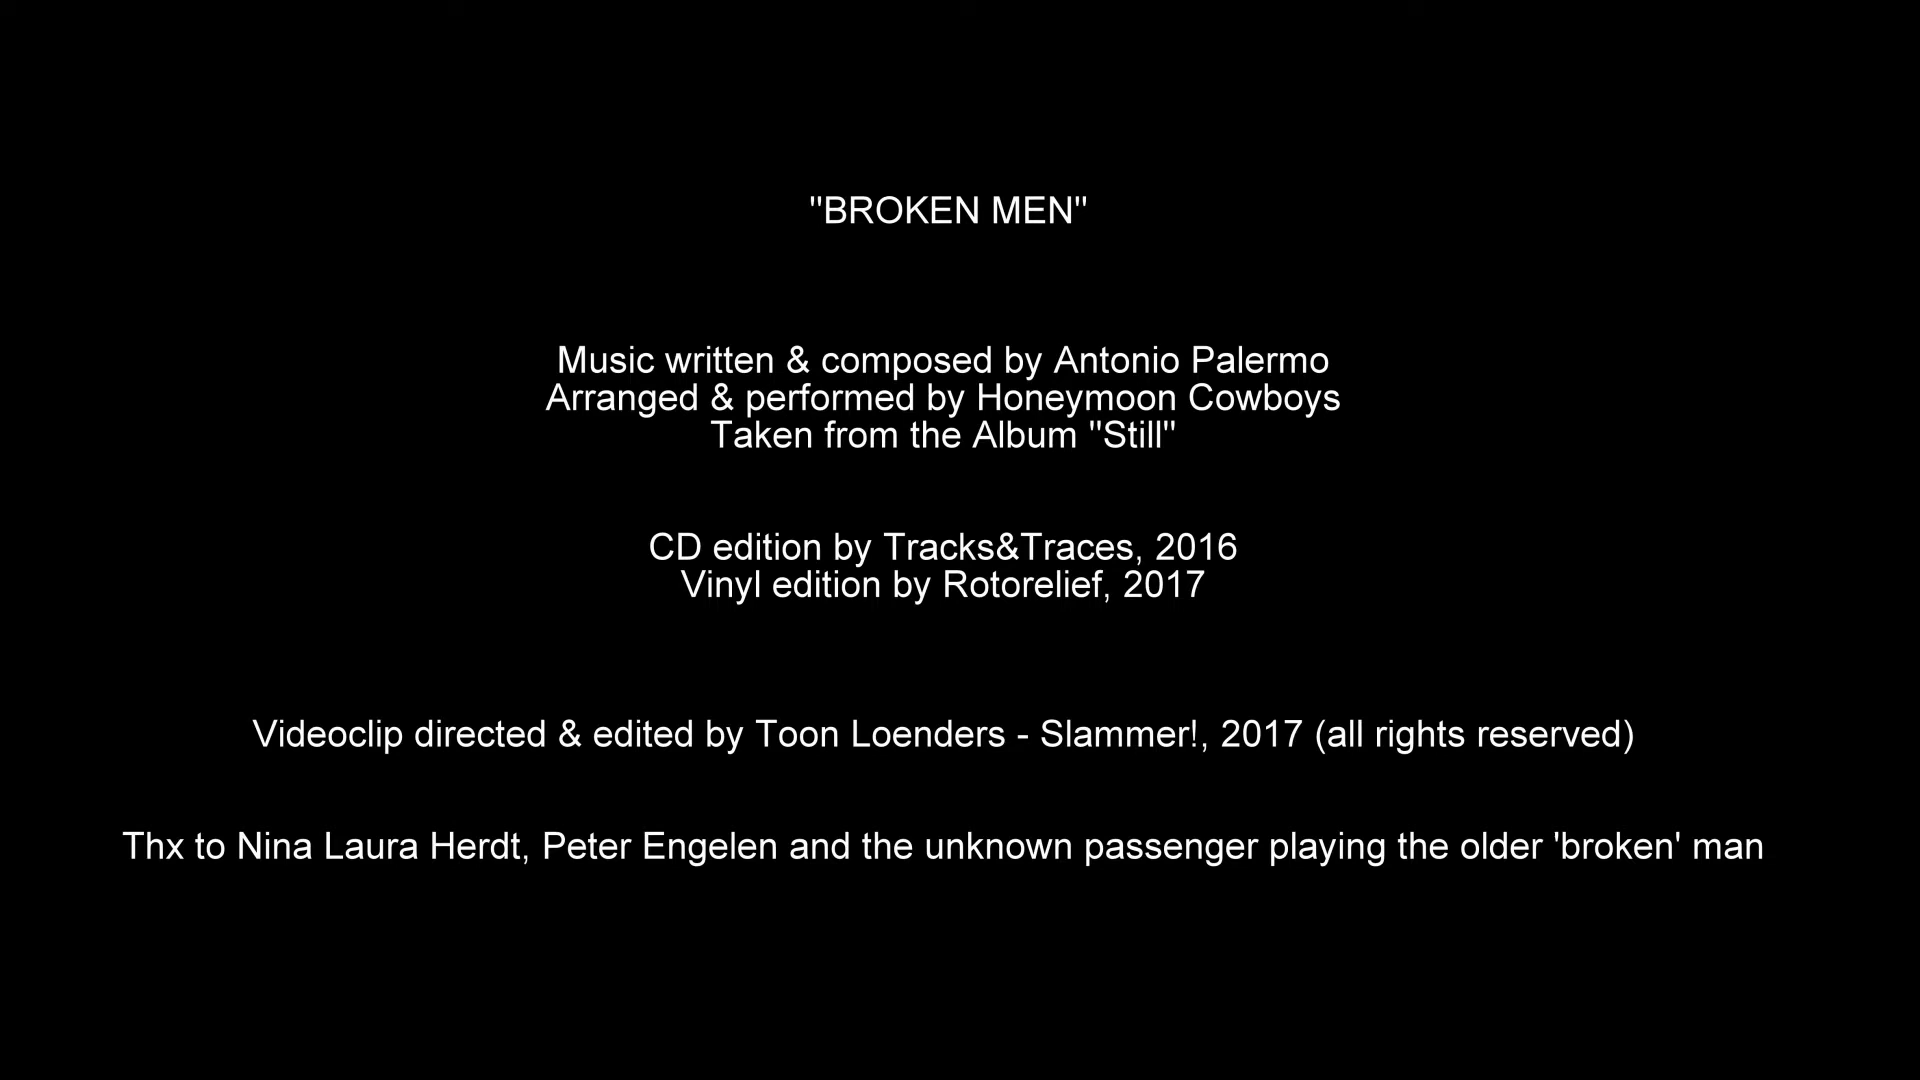 "BROKEN MEN"
Music written & composed by Antonio Palermo
Arranged & performed by Honeymoon Cowboys
Taken from the Album "Still"
CD edition by Tracks&Traces, 2016
Vinyl edition by Rotorelief, 2017
Videoclip directed & edited by Toon Loenders - Slammer!, 2017 (all rights reserved)
Thx to Nina Laura Herdt, Peter Engelen and the unknown passenger playing the older 'broken' man